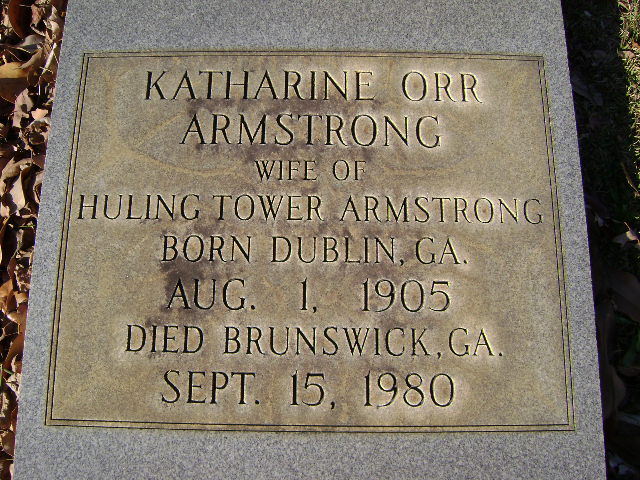 KATHARINE ORR
ARMSTRONG
WIFE OF
HULING TOWER ARMSTRONG
BORN DUBLIN, GA.
AUG. 1, 1905
DIED BRUNSWICK, GA.
SEPT. 15, 1980